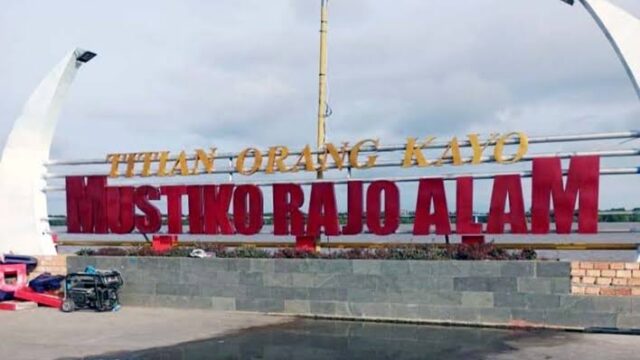 TITIAN ORANG KAYO
MUSTIKO RAJO ALAM